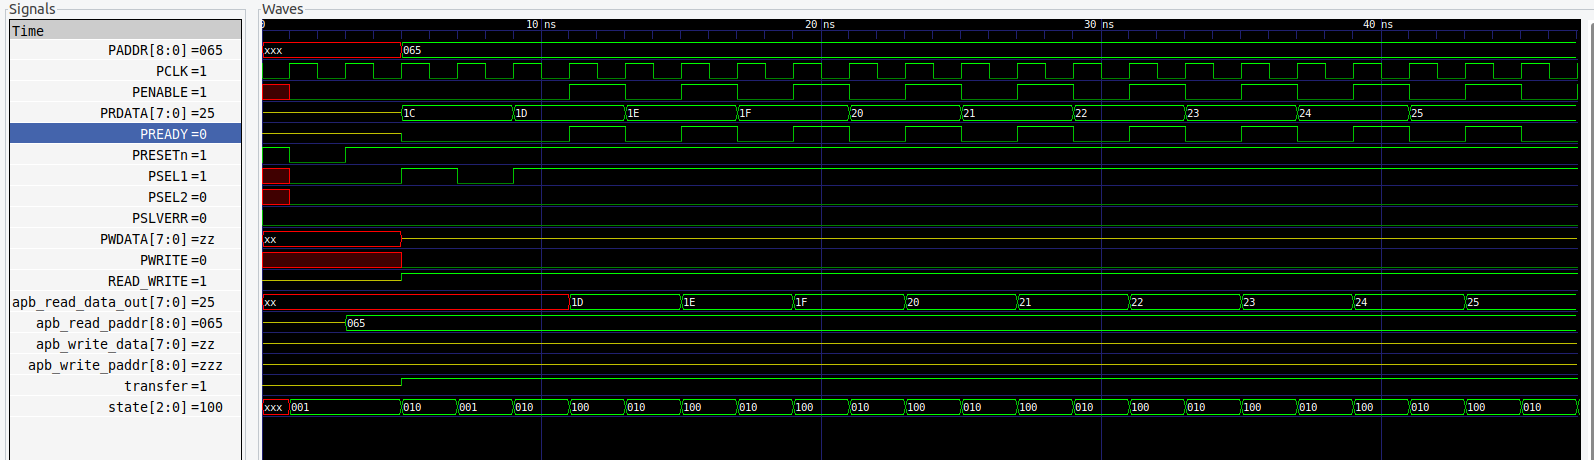 Signals
Waves
Time
0 10 ns 20 ns 30 ns 40 ns
PADDR[8:0] =065 xxx 065
PCLK =1
PENABLE =1
PRDATA[7:0] =25 1C 1D 1E 1F 20 21 22 23 24 25
PREADY =0
PRESETn =1
PSEL1 =1
PSEL2 =0
PSLVERR =0
PWDATA[7:0] =zz xx
PWRITE =0
READ_WRITE =1
apb_read_data_out[7:0] =25 xx 1D 1E 1F 20 21 22 23 24 25
apb_read_paddr[8:0] =065 065
apb_write_data[7:0] =zz
apb_write_paddr[8:0] =zzz
transfer =1
state[2:0] =100 xxx 001 010 001 010 100 010 100 010 100 010 100 010 100 010 100 010 100 010 100 010 100 010